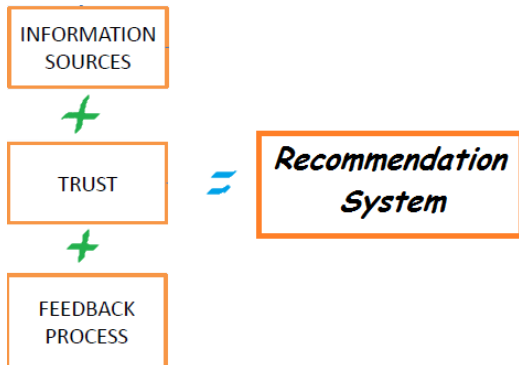 INFORMATION
SOURCES
+
TRUST
=
Recommendation
System
+
FEEDBACK
PROCESS